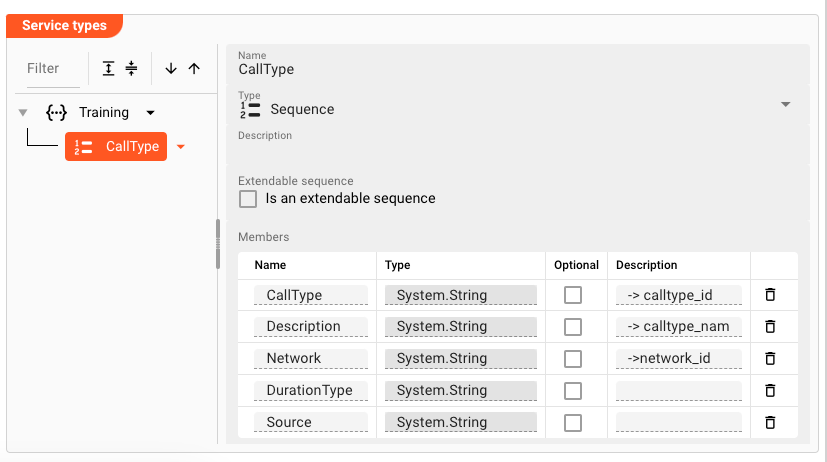 Service types
Filter
Training
CallType
Name
CallType
Type
Sequence
Description
Extendable sequence
Is an extendable sequence
Members
Name Type Optional Description
CallType System.String -> calltype_id
Description System.String -> calltype_nam
Network System.String ->network_id
DurationType System.String
Source System.String